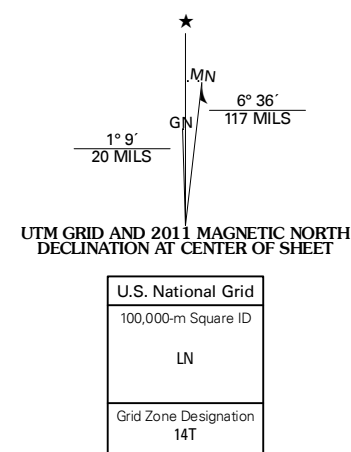 ★
MN
6° 36´
117 MILS
GN
1° 9´
20 MILS
UTM GRID AND 2011 MAGNETIC NORTH
DECLINATION AT CENTER OF SHEET
U.S. National Grid
100,000-m Square ID
LN
Grid Zone Designation
14T